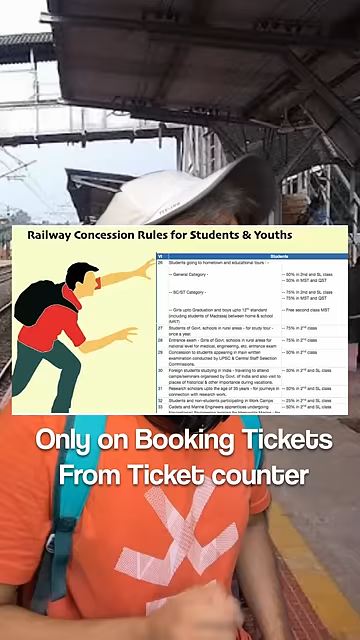 Railway Concession Rules for Students & Youths
VI Students
26 Students going to hometown and educational tours : -
- General Category - -- 50% in 2nd and SL class
-- 50% in MST and QST
- SC/ST Category - -- 75% in 2nd and SL class
-- 75% in MST and QST
- Girls upto Graduation and boys upto 12th standard -- Free second class MST
(including students of Madrasa) between home & school
(MST)
27 Students of Govt. schools in rural areas - for study tour - -- 75% in 2nd class
once a year.
28 Entrance exam - Girls of Govt. schools in rural areas for -- 75% in 2nd class
national level for medical, engineering, etc. entrance exam
29 Concession to students appearing in main written -- 50% in 2nd class
examination conducted by UPSC & Central Staff Selection
Commissions.
30 Foreign students studying in India - traveling to attend -- 50% in 2nd and SL class
camps/seminars organised by Govt. of India and also visit to
places of historical & other importance during vacations.
31 Research scholars upto the age of 35 years - for journeys in -- 50% in 2nd and SL class
connection with research work.
32 Students and non-students participating in Work Camps -- 25% in 2nd and SL class
33 Cadets and Marine Engineers apprentices undergoing -- 50% in 2nd and SL class
Only on Booking Tickets
From Ticket counter